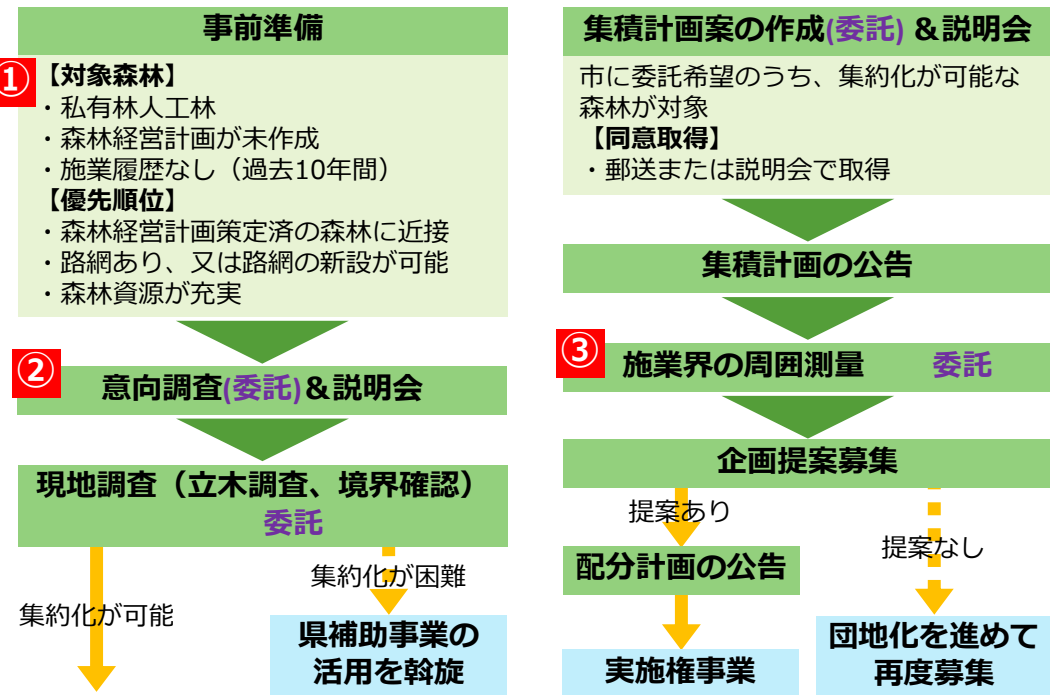 事前準備
①
【対象森林】
・私有林人工林
・森林経営計画が未作成
・施業履歴なし（過去10年間）
【優先順位】
・森林経営計画策定済の森林に近接
・路網あり、又は路網の新設が可能
・森林資源が充実
②
意向調査(委託)＆説明会
現地調査（立木調査、境界確認）
委託
集約化が可能
集約化が困難
県補助事業の
活用を斡旋
集積計画案の作成(委託)＆説明会
市に委託希望のうち、集約化が可能な
森林が対象
【同意取得】
・郵送または説明会で取得
集積計画の公告
③
施業界の周囲測量　　委託
企画提案募集
提案あり
提案なし
配分計画の公告
実施権事業
団地化を進めて
再度募集